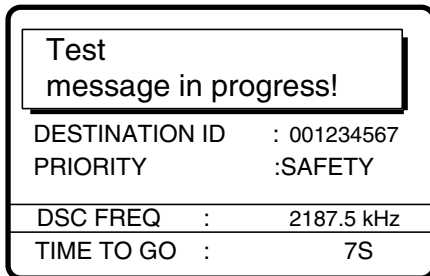 Test
message in progress!
DESTINATION ID : 001234567
PRIORITY :SAFETY
DSC FREQ : 2187.5 kHz
TIME TO GO : 7S